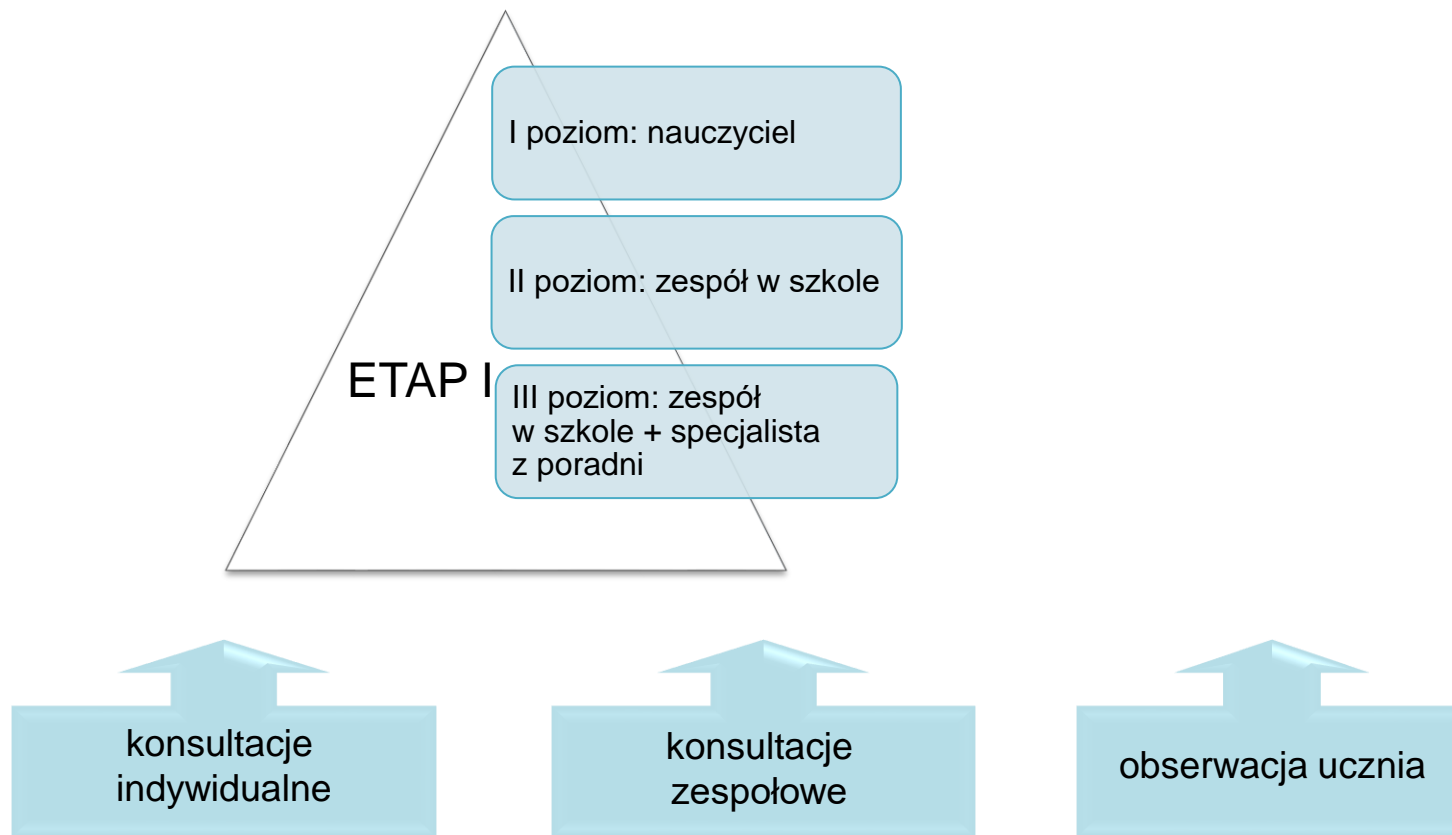 I poziom: nauczyciel
II poziom: zespół w szkole
ETAP I
III poziom: zespół
w szkole + specjalista
z poradni
konsultacje
indywidualne
konsultacje
zespołowe
obserwacja ucznia